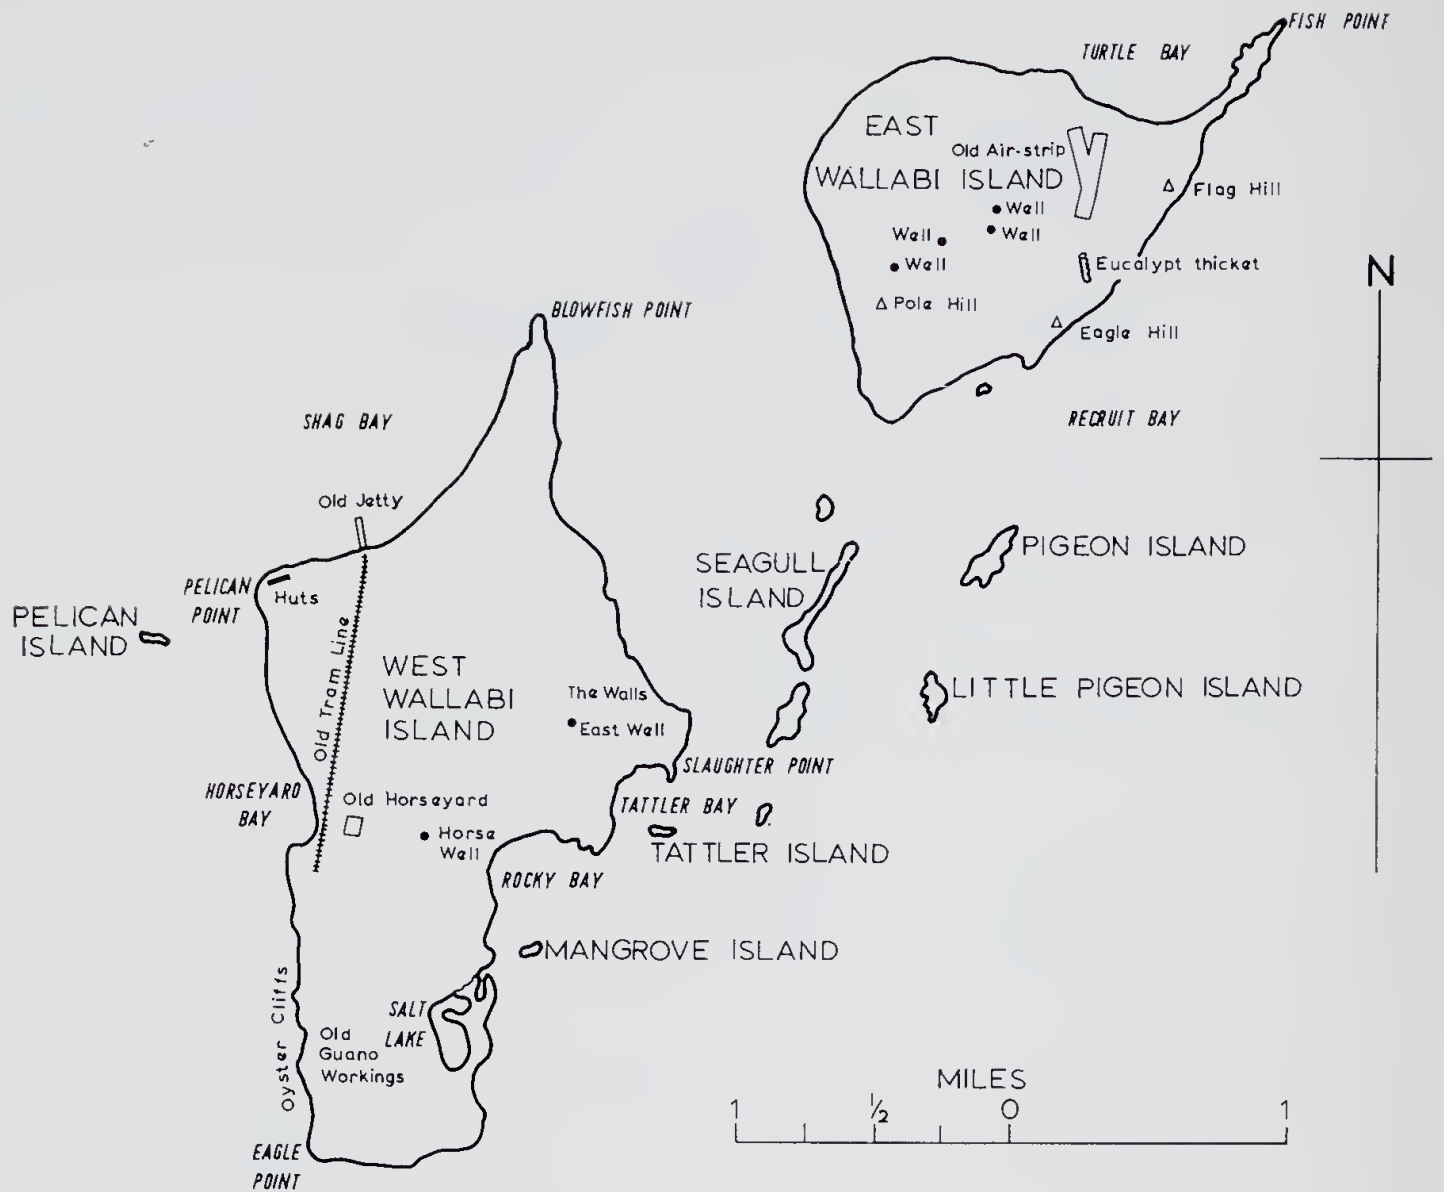 FISH POINT
TURTLE BAY
EAST
WALLABI ISLAND
Old Air-strip
Flag Hill
Well
Well
Well
Well
Eucalypt thicket
Pole Hill
Eagle Hill
RECRUIT BAY
N
BLOWFISH POINT
SHAG BAY
Old Jetty
PELICAN
POINT
Huts
PELICAN
ISLAND
Old Tram Line
WEST
WALLABI
ISLAND
The Walls
East Well
SEAGULL
ISLAND
PIGEON ISLAND
LITTLE PIGEON ISLAND
SLAUGHTER POINT
HORSEYARD
BAY
Old Horseyard
Horse
Well
TATTLER BAY
TATTLER ISLAND
ROCKY BAY
MANGROVE ISLAND
SALT
LAKE
Oyster Cliffs
Old
Guano
Workings
EAGLE
POINT
MILES
1 ½ 0 1